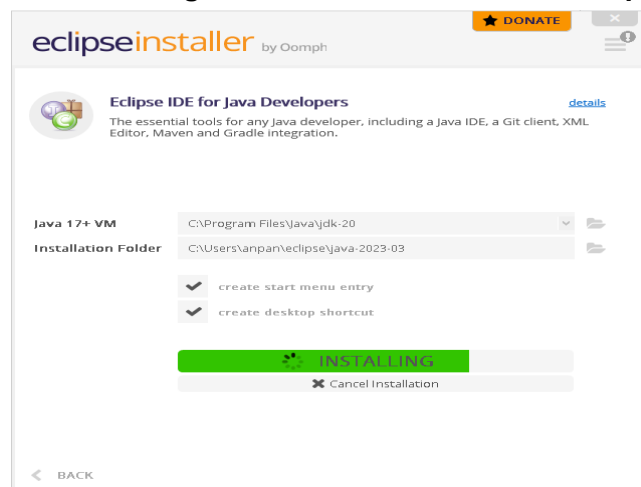 ★ DONATE
eclipseinstaller by Oomph
Eclipse IDE for Java Developers
details
The essential tools for any Java developer, including a Java IDE, a Git client, XML
Editor, Maven and Gradle integration.
Java 17+ VM
C:\Program Files\Java\jdk-20
Installation Folder
C:\Users\anpan\eclipse\java-2023-03
create start menu entry
create desktop shortcut
INSTALLING
Cancel Installation
BACK